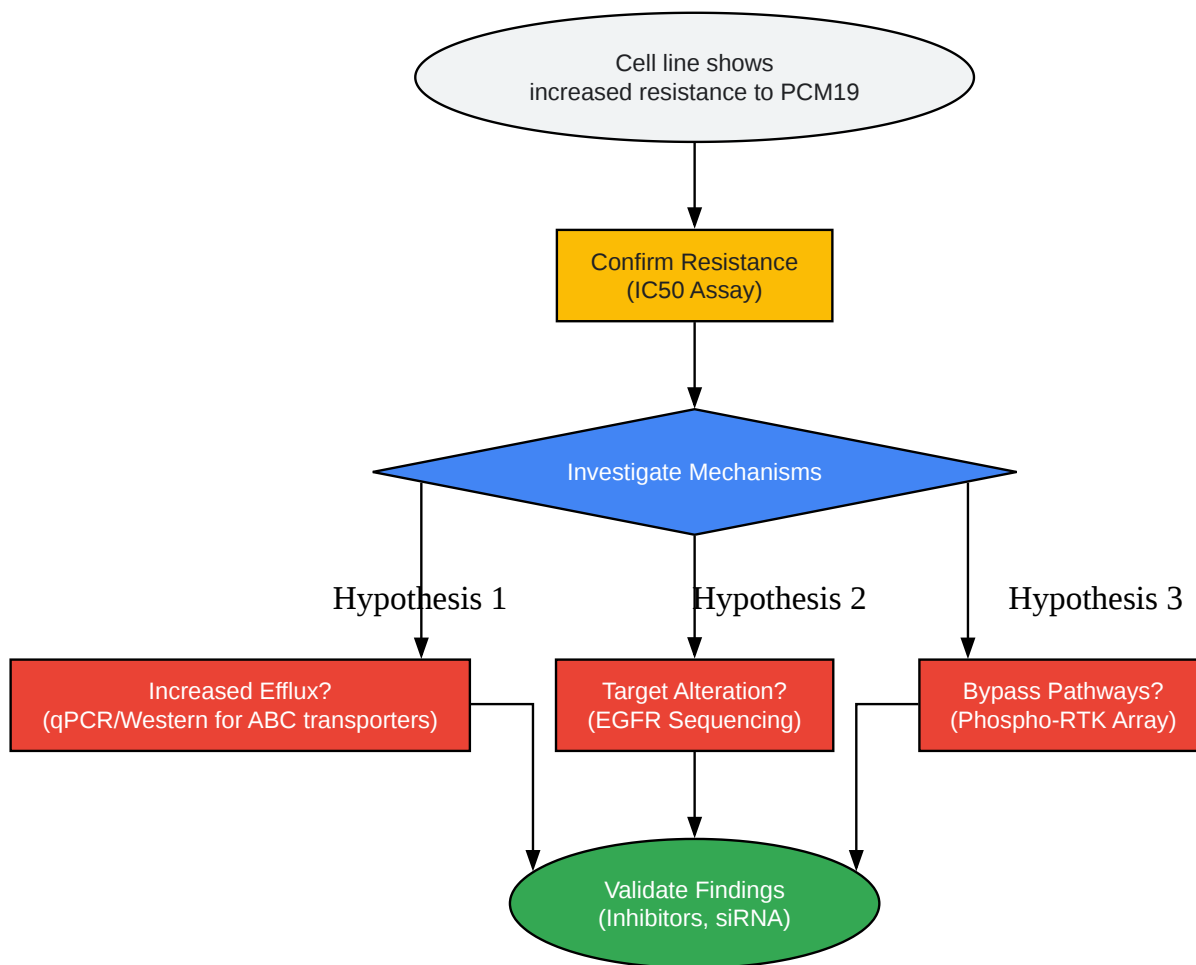 Cell line shows
increased resistance to PCM19
Confirm Resistance
(IC50 Assay)
Investigate Mechanisms
Hypothesis 1
Hypothesis 2
Hypothesis 3
Increased Efflux?
(qPCR/Western for ABC transporters)
Target Alteration?
(EGFR Sequencing)
Bypass Pathways?
(Phospho-RTK Array)
Validate Findings
(Inhibitors, siRNA)